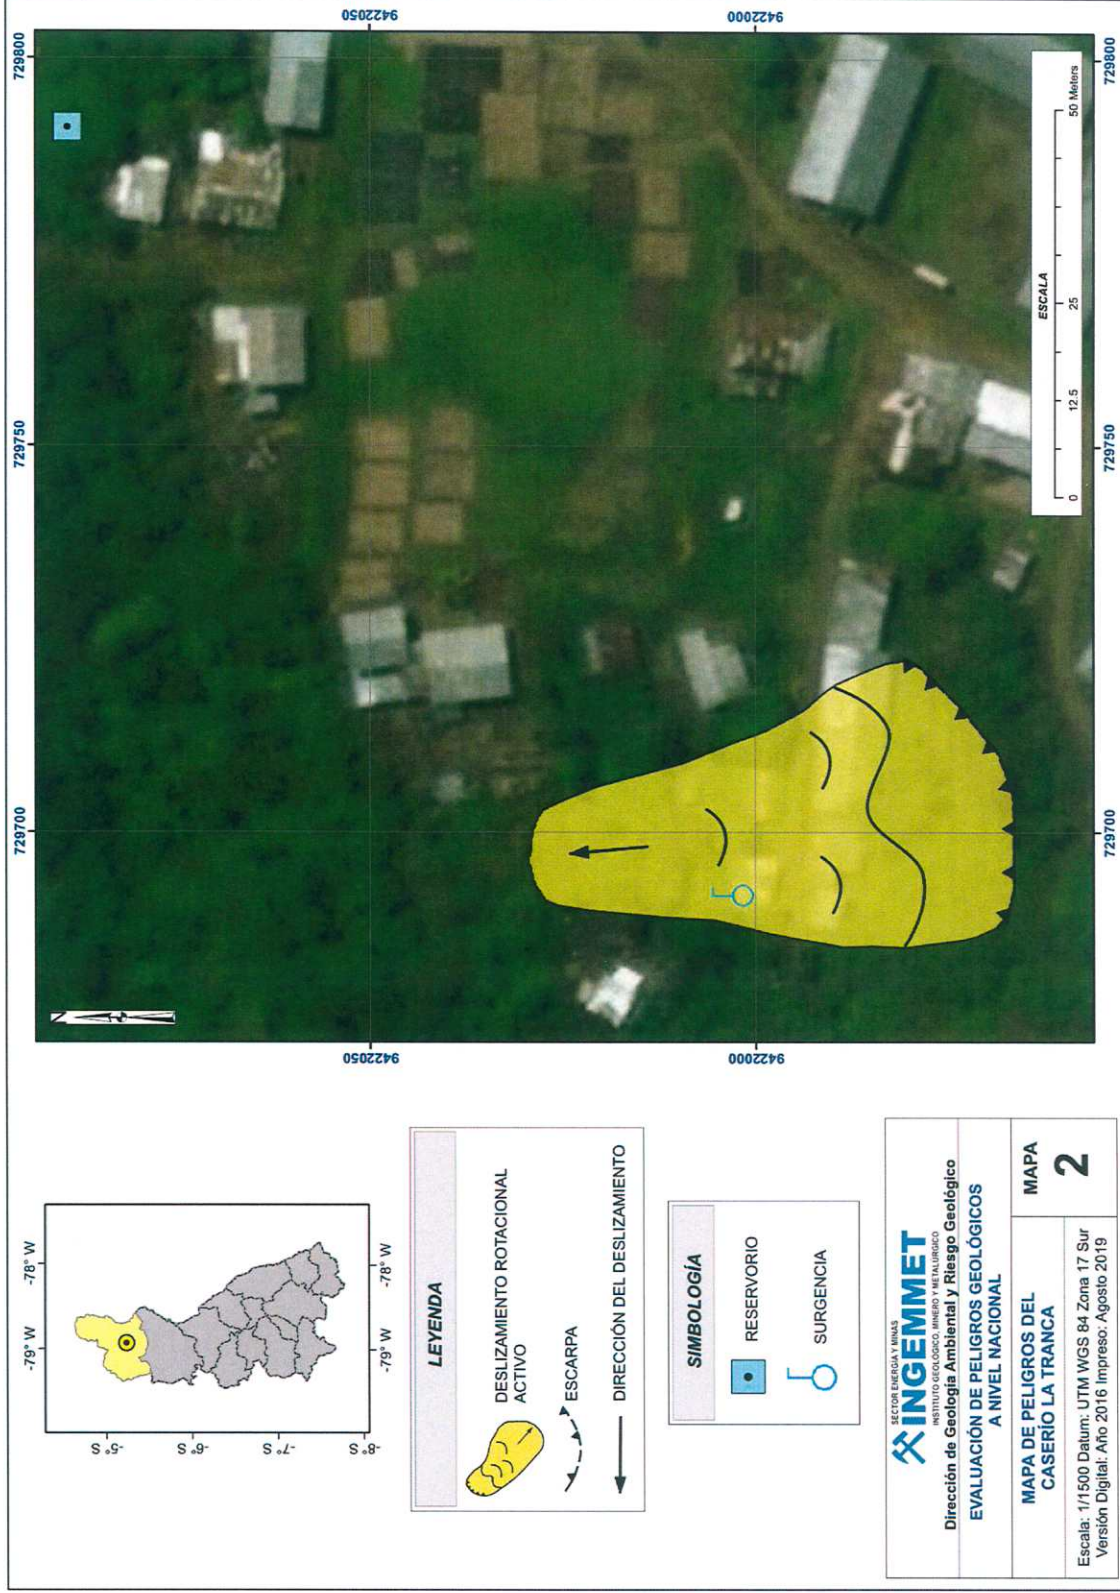 729700
729750
729800
9422050
9422050
9422000
9422000
729700
729750
729800
N
ESCALA
0 12.5 25 50 Meters
-79° W
-78° W
-5° S
-6° S
-7° S
-8° S
-79° W
-78° W
LEYENDA
DESLIZAMIENTO ROTACIONAL
ACTIVO
ESCARPA
DIRECCIÓN DEL DESLIZAMIENTO
SIMBOLOGÍA
RESERVORIO
SURGENCIA
SECTOR ENERGÍA Y MINAS
INGEMMET
INSTITUTO GEOLÓGICO, MINERO Y METALÚRGICO
Dirección de Geología Ambiental y Riesgo Geológico
EVALUACIÓN DE PELIGROS GEOLÓGICOS
A NIVEL NACIONAL
MAPA DE PELIGROS DEL
CASERÍO LA TRANCA
MAPA
2
Escala: 1/1500 Datum: UTM WGS 84 Zona 17 Sur
Versión Digital: Año 2016 Impreso: Agosto 2019